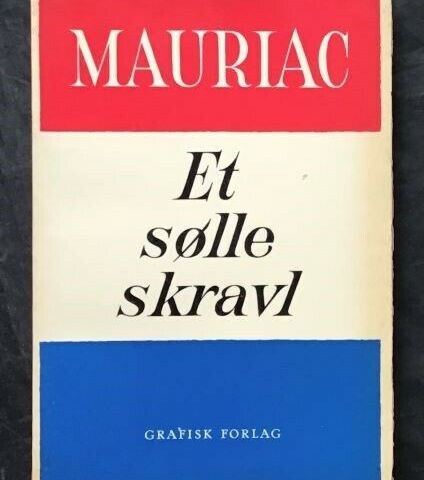 MAURIAC
Et
sølle
skravl
GRAFISK FORLAG